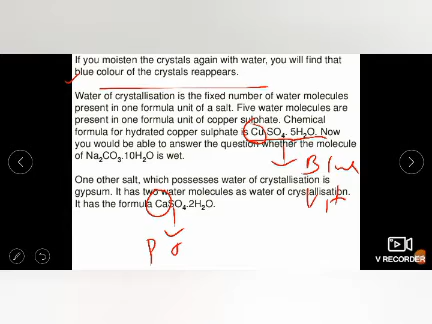 If you moisten the crystals again with water, you will find that
blue colour of the crystals reappears.
Water of crystallisation is the fixed number of water molecules
present in one formula unit of a salt. Five water molecules are
present in one formula unit of copper sulphate. Chemical
formula for hydrated copper sulphate is CuSO₄. 5H₂O. Now
you would be able to answer the question whether the molecule
of Na₂CO₃.10H₂O is wet.
Blue
Vit
One other salt, which possesses water of crystallisation is
gypsum. It has two water molecules as water of crystallisation.
It has the formula CaSO₄.2H₂O.
P
V RECORDER